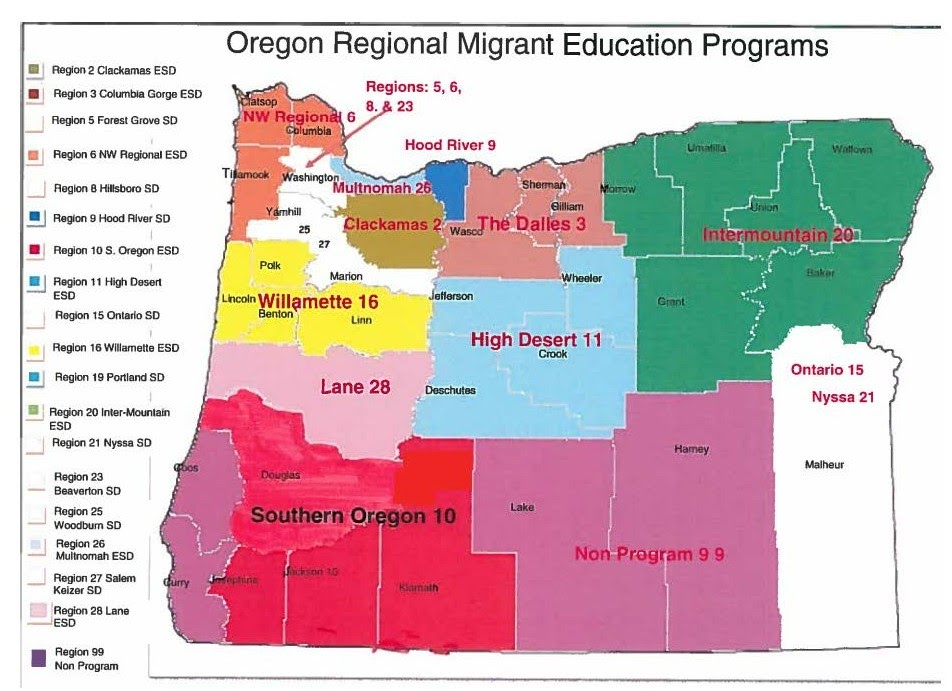 Oregon Regional Migrant Education Programs
Region 2 Clackamas ESD
Region 3 Columbia Gorge ESD
Region 5 Forest Grove SD
Region 6 NW Regional ESD
Region 8 Hillsboro SD
Region 9 Hood River SD
Region 10 S. Oregon ESD
Region 11 High Desert
ESD
Region 15 Ontario SD
Region 16 Willamette ESD
Region 19 Portland SD
Region 20 Inter-Mountain
ESD
Region 21 Nyssa SD
Region 23
Beaverton SD
Region 25
Woodburn SD
Region 26
Multnomah ESD
Region 27 Salem
Keizer SD
Region 28 Lane
ESD
Region 99
Non Program
Regions: 5, 6,
8. & 23
Clatsop
NW Regional 6
Columbia
Hood River 9
Tillamook
Washington
Multnomah 26
Sherman
Gilliam
Morrow
Umatilla
Wallowa
Union
Yamhill
25
27
Clackamas 2
Wasco
The Dalles 3
Intermountain 20
Polk
Marion
Wheeler
Baker
Lincoln
Willamette 16
Benton
Linn
Jefferson
Grant
High Desert 11
Crook
Lane 28
Deschutes
Ontario 15
Nyssa 21
Coos
Douglas
Harney
Malheur
Southern Oregon 10
Lake
Non Program 9 9
Curry
Josephine
Jackson 10
Klamath